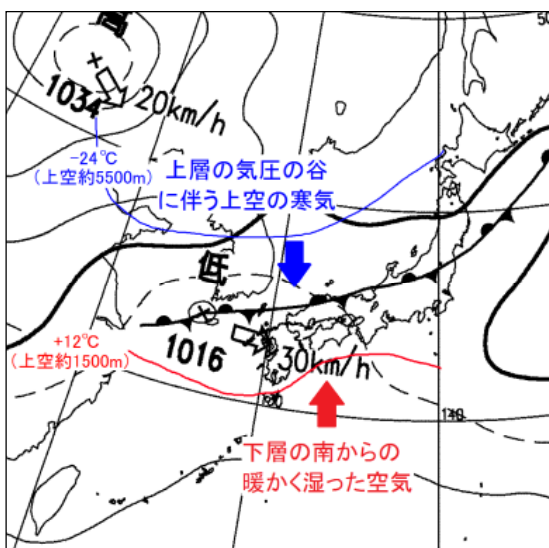 高
1034
20km/h
50
-24℃
(上空約5500m)
上層の気圧の谷
に伴う上空の寒気
低
1016
30km/h
+12℃
(上空約1500m)
140
下層の南からの
暖かく湿った空気